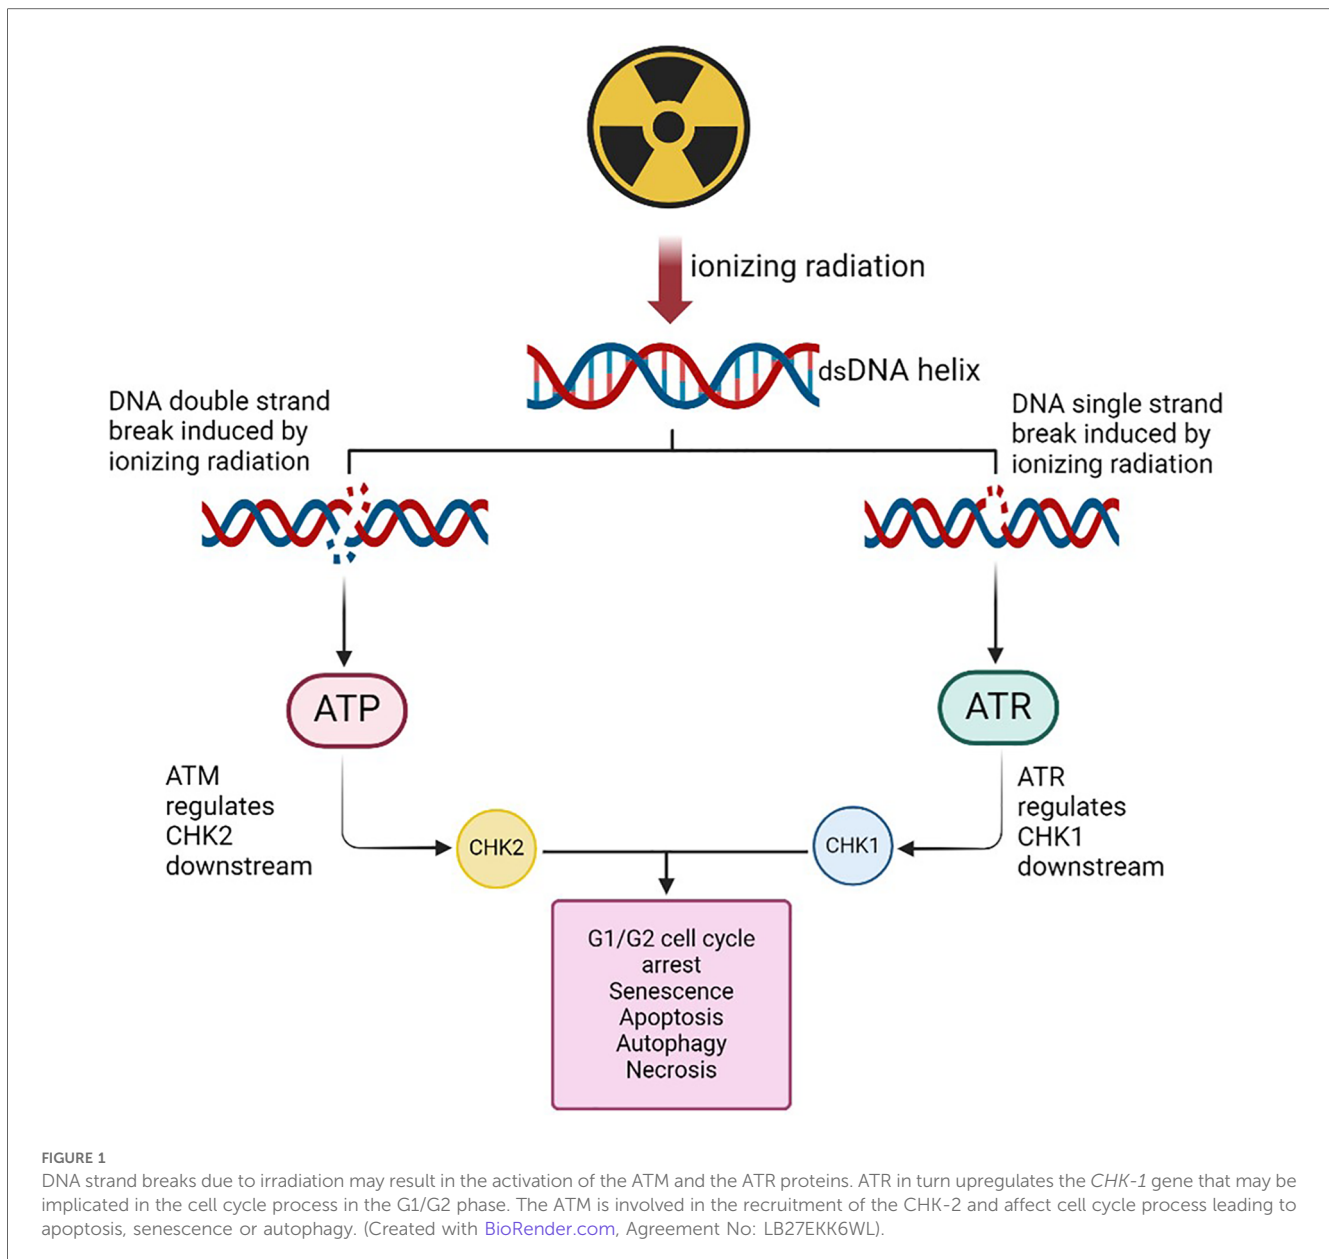 ionizing radiation
dsDNA helix
DNA double strand
break induced by
ionizing radiation
DNA single strand
break induced by
ionizing radiation
ATP
ATR
ATM
regulates
CHK2
downstream
CHK2
CHK1
ATR
regulates
CHK1
downstream
G1/G2 cell cycle
arrest
Senescence
Apoptosis
Autophagy
Necrosis
FIGURE 1
DNA strand breaks due to irradiation may result in the activation of the ATM and the ATR proteins. ATR in turn upregulates the CHK-1 gene that may be
implicated in the cell cycle process in the G1/G2 phase. The ATM is involved in the recruitment of the CHK-2 and affect cell cycle process leading to
apoptosis, senescence or autophagy. (Created with BioRender.com, Agreement No: LB27EKK6WL).